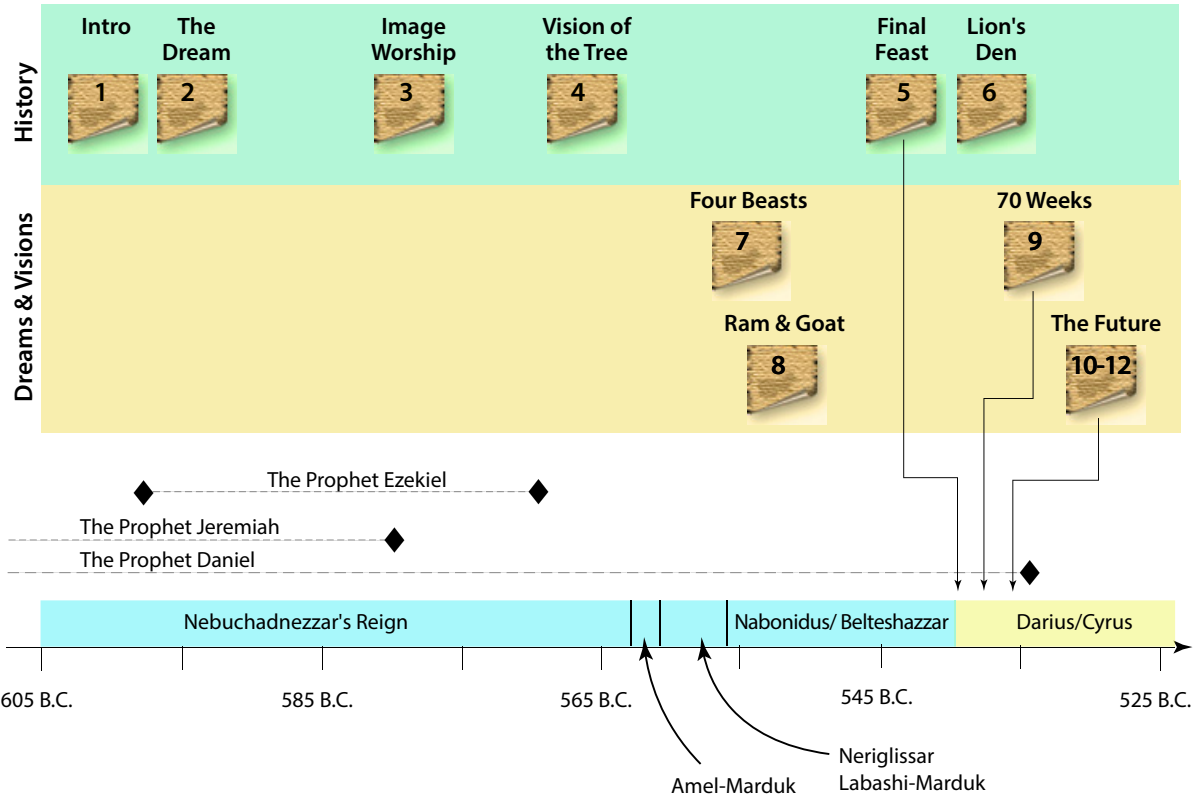 History
Intro
The
Dream
Image
Worship
Vision of
the Tree
Final
Feast
Lion's
Den
1
2
3
4
5
6
Dreams & Visions
Four Beasts
70 Weeks
7
9
Ram & Goat
The Future
8
10-12
The Prophet Ezekiel
The Prophet Jeremiah
The Prophet Daniel
Nebuchadnezzar's Reign
Nabonidus/ Belteshazzar
Darius/Cyrus
605 B.C.
585 B.C.
565 B.C.
545 B.C.
525 B.C.
Amel-Marduk
Neriglissar
Labashi-Marduk